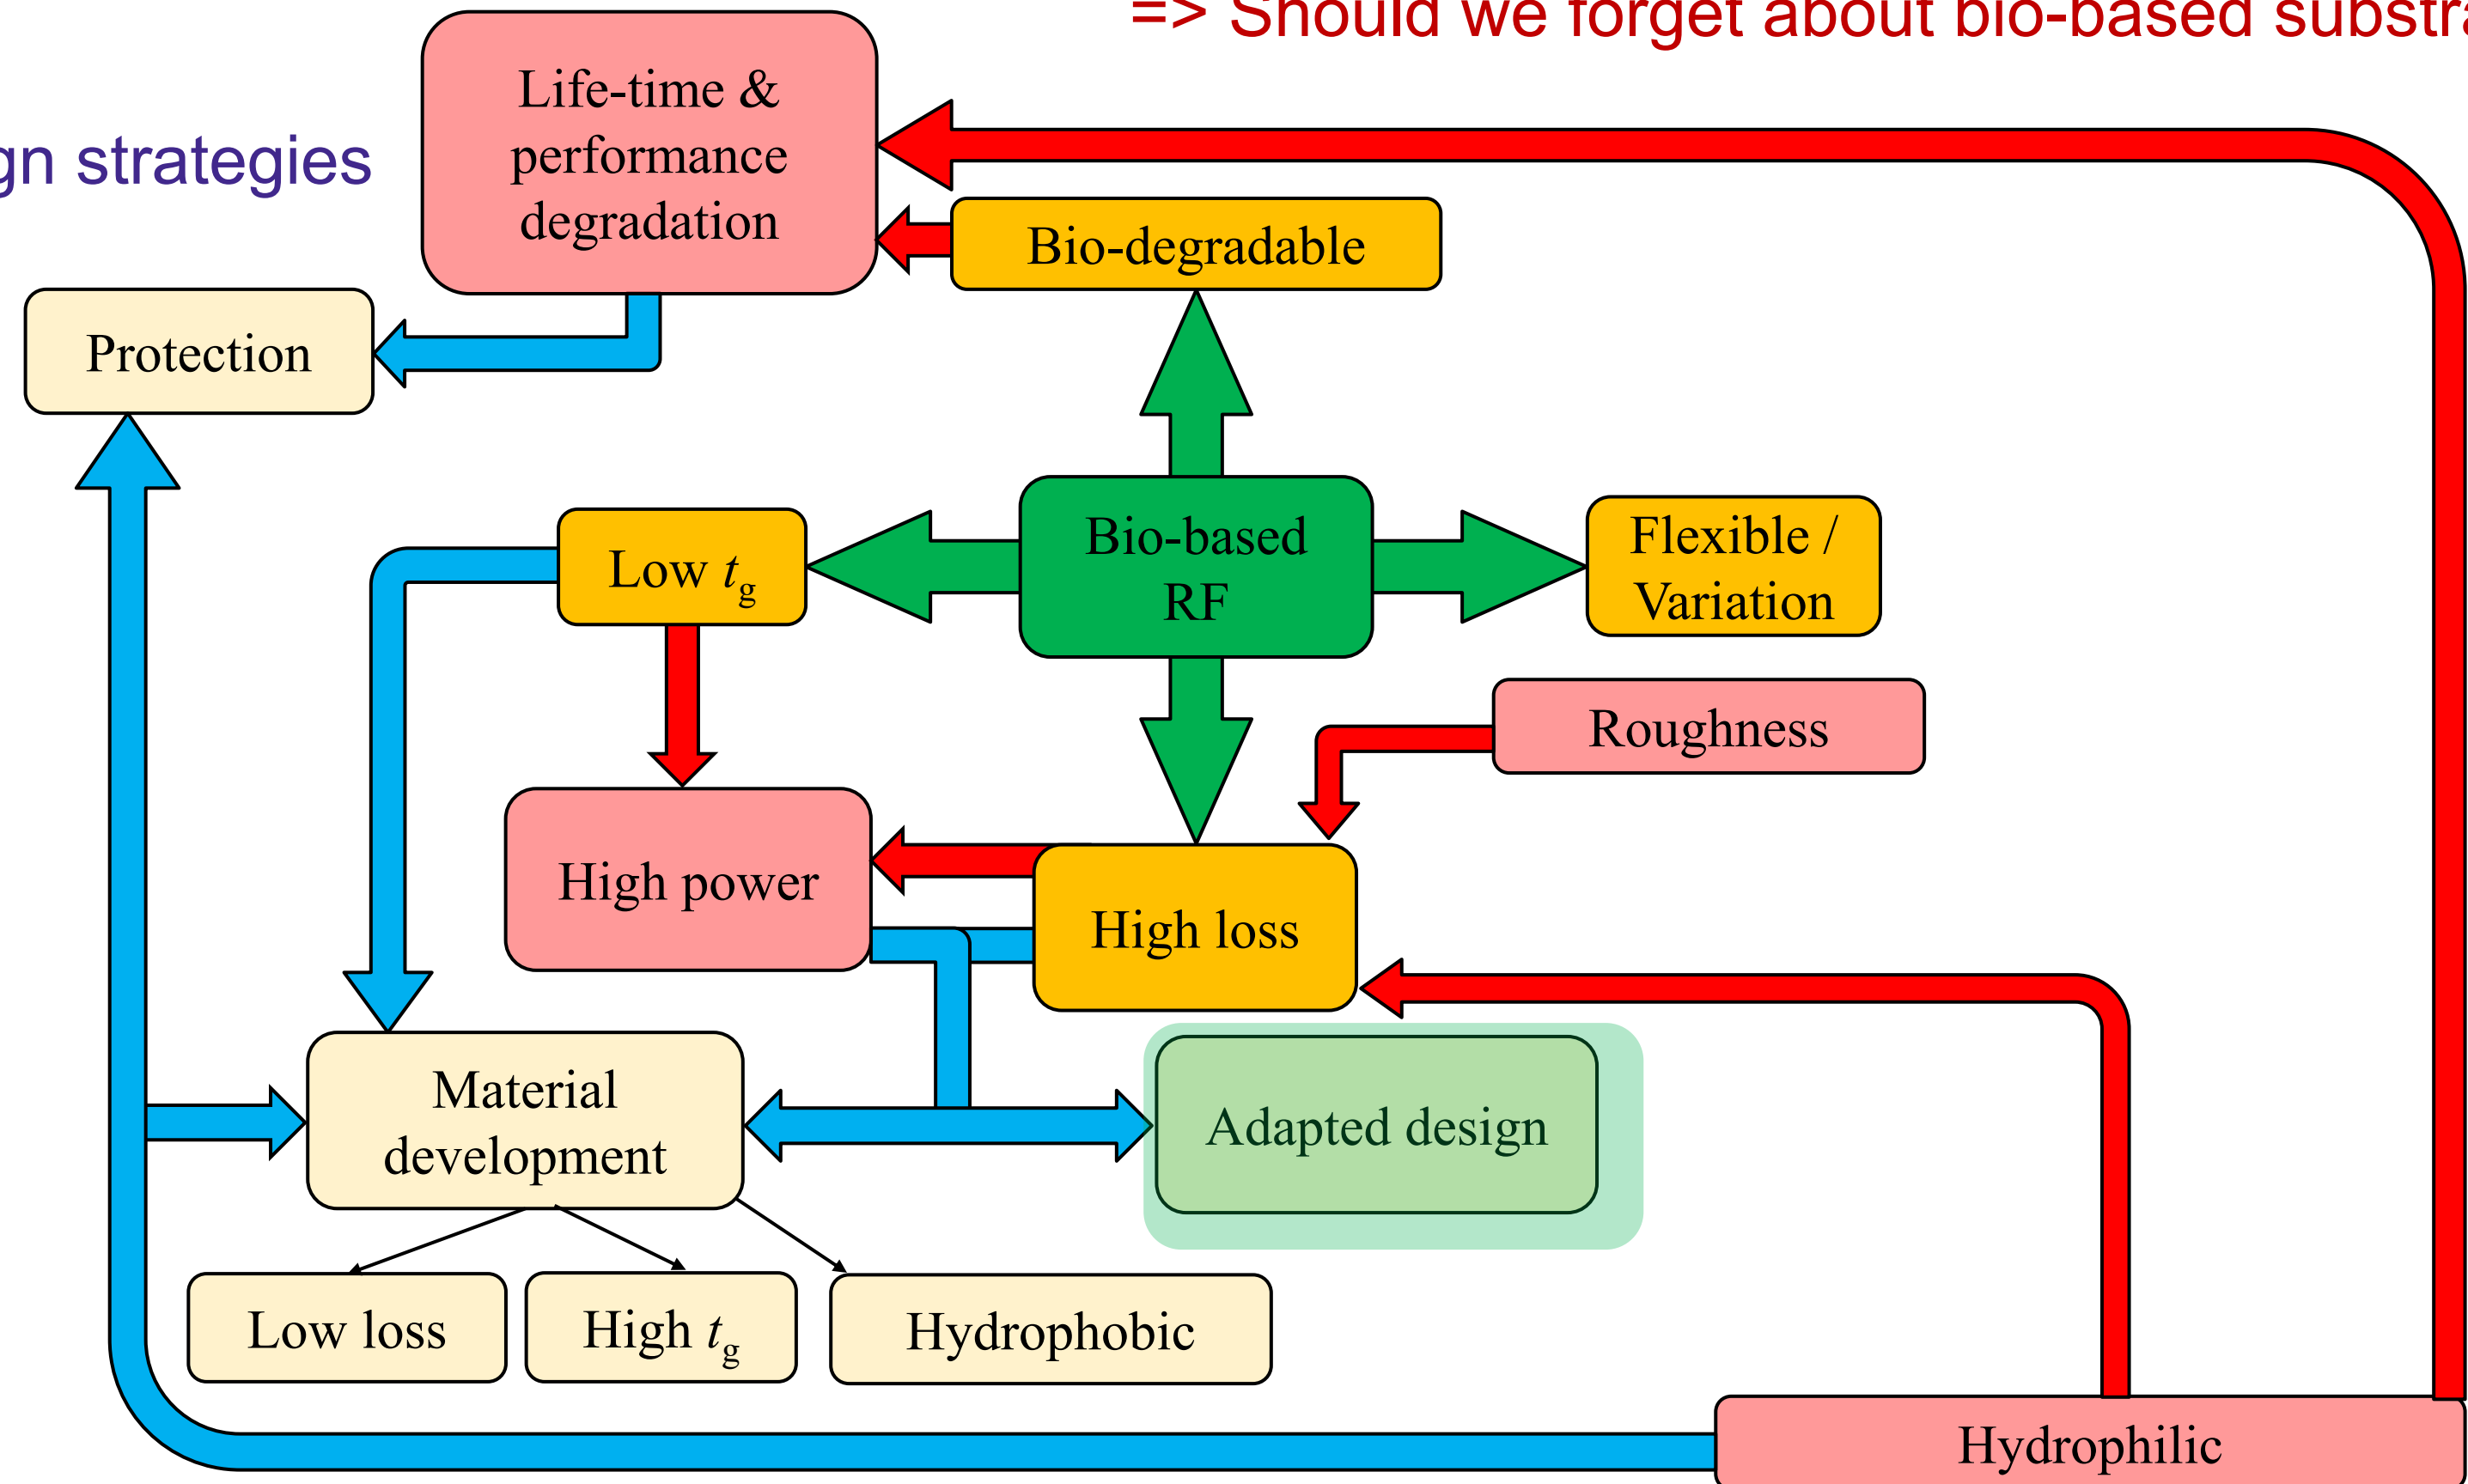 => Should we forget about bio-based
gn strategies
Life-time &
performance
degradation
Bio-degradable
Protection
Low tg
Bio-based
RF
Flexible /
Variation
Roughness
High power
High loss
Material
development
Adapted design
Low loss
High tg
Hydrophobic
Hydrophilic